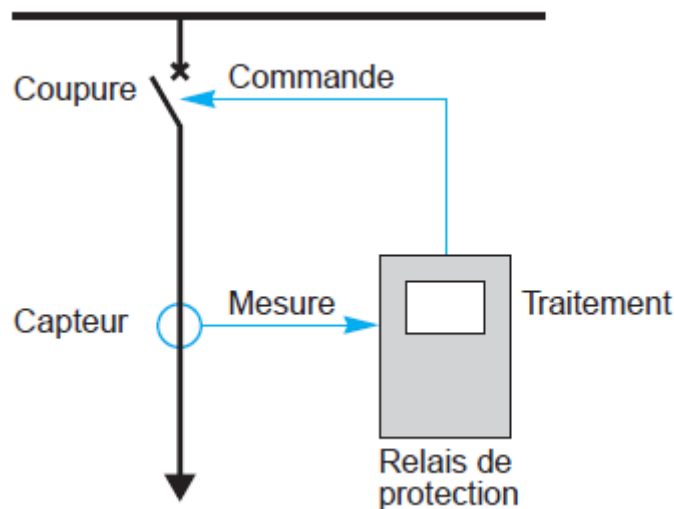 Commande
Coupure
Capteur
Mesure
Traitement
Relais de
protection